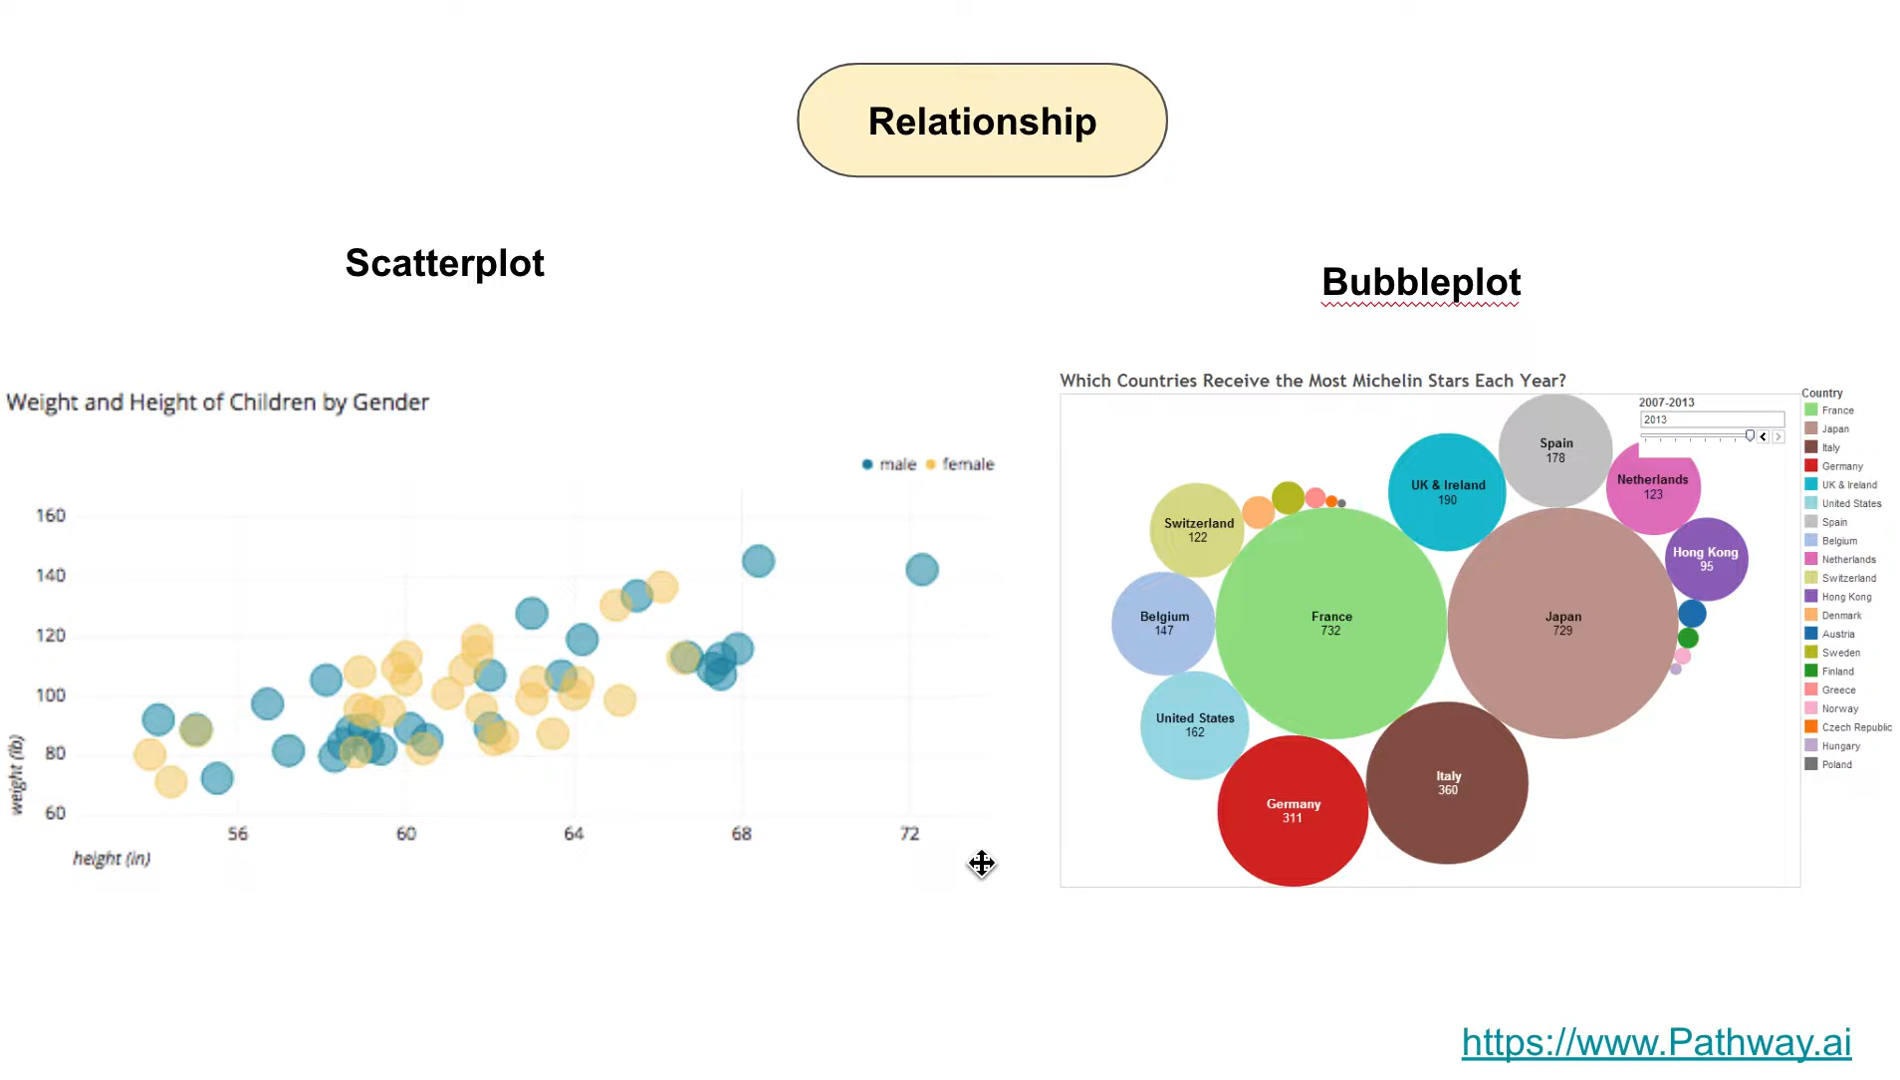 Relationship
Scatterplot
Bubbleplot
Weight and Height of Children by Gender
male female
160
140
120
100
80
60
weight (lb)
56 60 64 68 72
height (in)
Which Countries Receive the Most Michelin Stars Each Year?
2007-2013
2013
Spain
178
UK & Ireland
190
Netherlands
123
Switzerland
122
Hong Kong
95
Belgium
147
France
732
Japan
729
United States
162
Italy
360
Germany
311
Country
France
Japan
Italy
Germany
UK & Ireland
United States
Spain
Belgium
Netherlands
Switzerland
Hong Kong
Denmark
Austria
Sweden
Finland
Greece
Norway
Czech Republic
Hungary
Poland
https://www.Pathway.ai